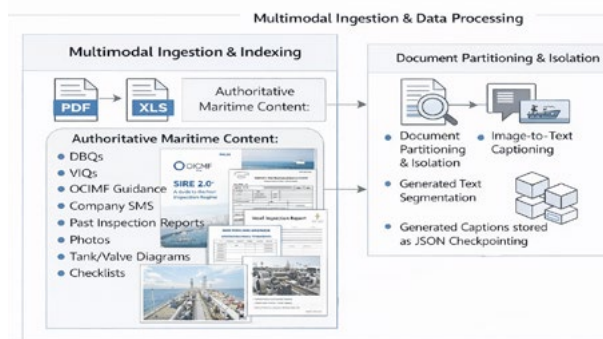 Multimodal Ingestion & Data Processing
Multimodal Ingestion & Indexing
PDF
XLS
Authoritative
Maritime Content:
Authoritative Maritime Content:
DBQs
VIQs
OCIMF Guidance
Company SMS
Past Inspection Reports
Photos
Tank/Valve Diagrams
Checklists
SIRE 2.0
Inspection Report
Document Partitioning & Isolation
Document
Partitioning
& Isolation
Image-to-Text
Captioning
Generated Text
Segmentation
Generated Captions stored
as JSON Checkpointing